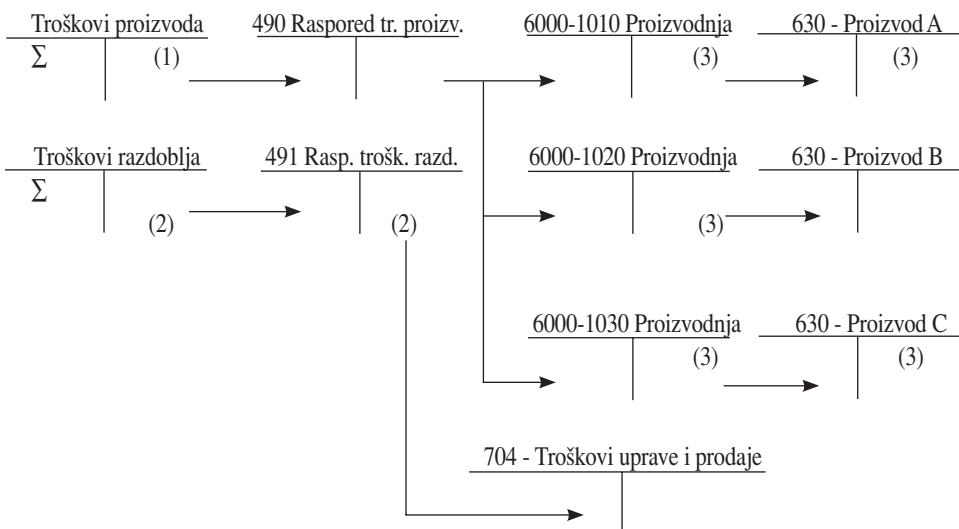 Troškovi proizvoda 490 Raspored tr. proizv. 6000-1010 Proizvodnja 630 - Proizvod A
∑ (1) (3) (3)
Troškovi razdoblja 491 Rasp. trošk. razd. 6000-1020 Proizvodnja 630 - Proizvod B
∑ (2) (2) (3)
6000-1030 Proizvodnja 630 - Proizvod C
(3) (3)
704 - Troškovi uprave i prodaje